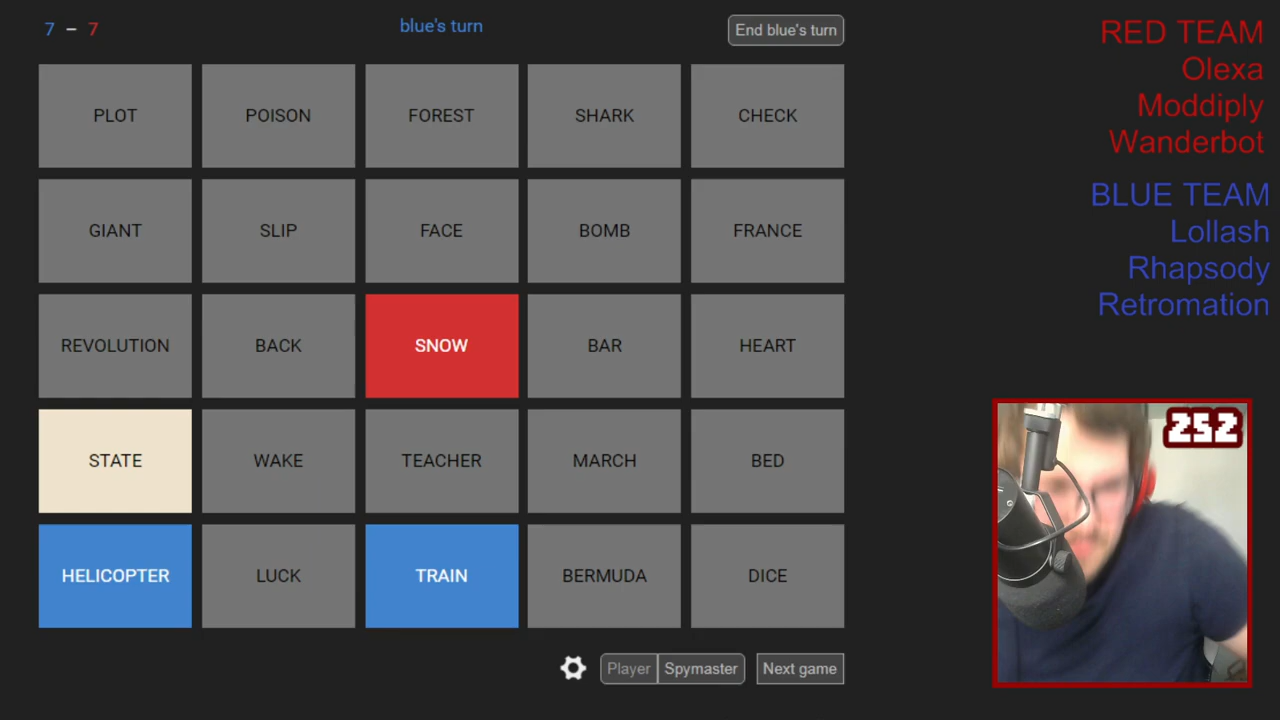 7 – 7
blue's turn
End blue's turn
PLOT POISON FOREST SHARK CHECK
GIANT SLIP FACE BOMB FRANCE
REVOLUTION BACK SNOW BAR HEART
STATE WAKE TEACHER MARCH BED
HELICOPTER LUCK TRAIN BERMUDA DICE
Player Spymaster Next game
RED TEAM
Olexa
Moddiply
Wanderbot
BLUE TEAM
Lollash
Rhapsody
Retromation
252